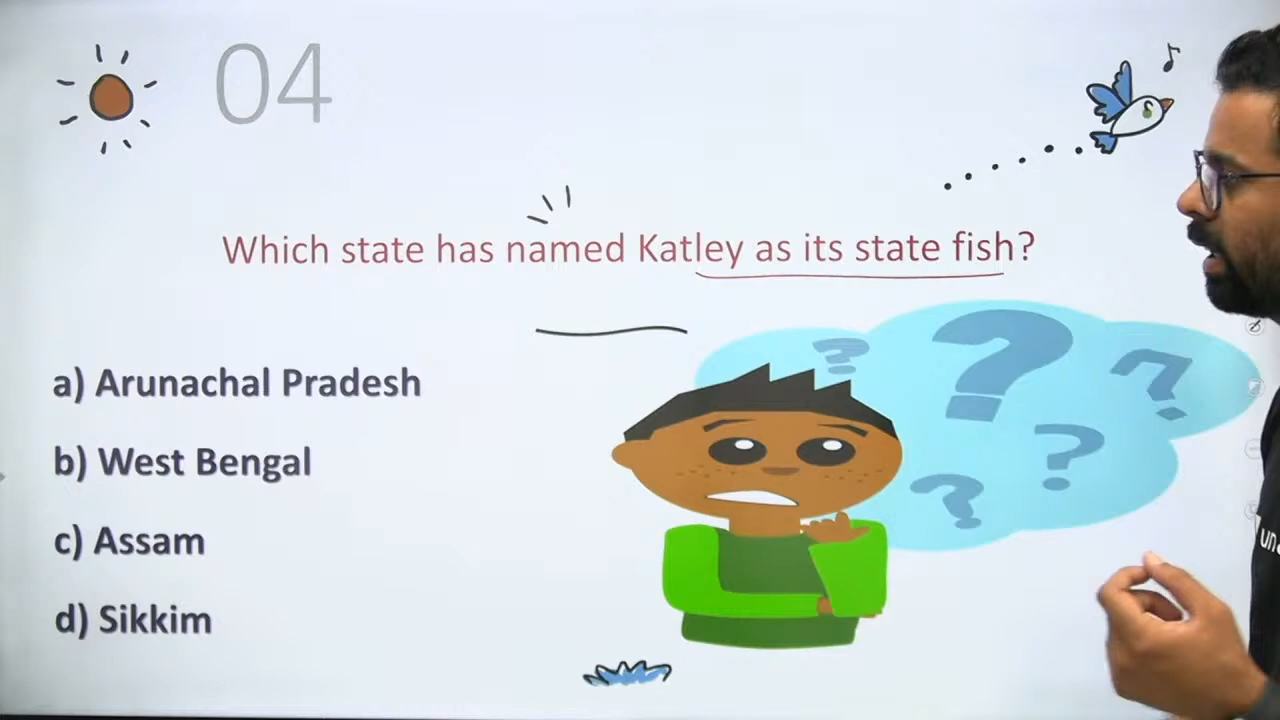 04
Which state has named Katley as its state fish?
a) Arunachal Pradesh
b) West Bengal
c) Assam
d) Sikkim